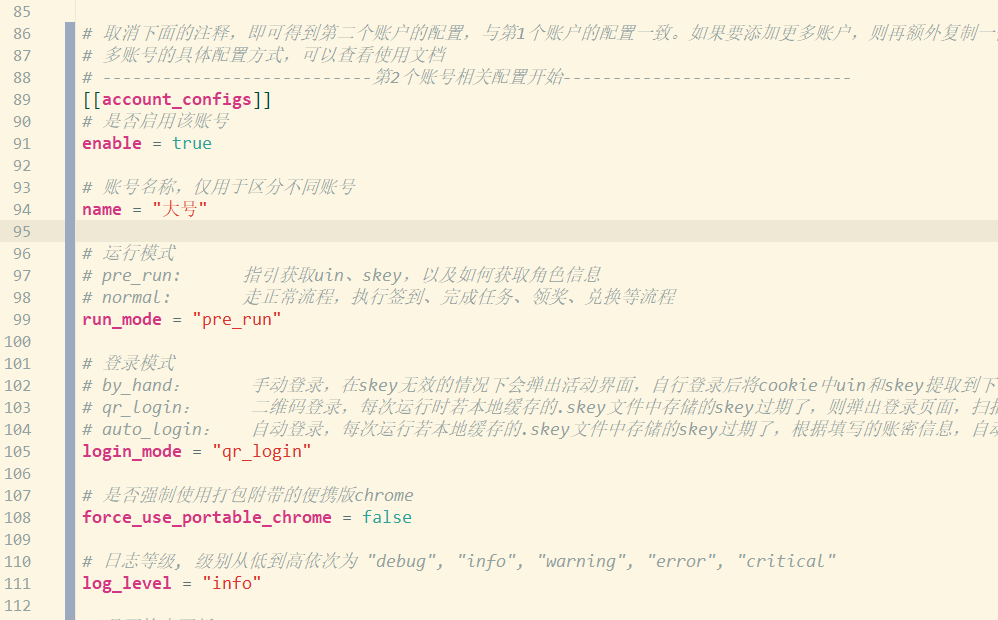 85
86 # 取消下面的注释，即可得到第二个账户的配置，与第1个账户的配置一致。如果要添加更多账户，则再额外复制一
87 # 多账号的具体配置方式，可以查看使用文档
88 # ---------------------------第2个账号相关配置开始-----------------------------
89 [[account_configs]]
90 # 是否启用该账号
91 enable = true
92
93 # 账号名称，仅用于区分不同账号
94 name = "大号"
95
96 # 运行模式
97 # pre_run: 指引获取uin、skey，以及如何获取角色信息
98 # normal: 走正常流程，执行签到、完成任务、领奖、兑换等流程
99 run_mode = "pre_run"
100
101 # 登录模式
102 # by_hand： 手动登录，在skey无效的情况下会弹出活动界面，自行登录后将cookie中uin和skey提取到下
103 # qr_login： 二维码登录，每次运行时若本地缓存的.skey文件中存储的skey过期了，则弹出登录页面，扫描
104 # auto_login： 自动登录，每次运行若本地缓存的.skey文件中存储的skey过期了，根据填写的账密信息，自动
105 login_mode = "qr_login"
106
107 # 是否强制使用打包附带的便携版chrome
108 force_use_portable_chrome = false
109
110 # 日志等级, 级别从低到高依次为 "debug", "info", "warning", "error", "critical"
111 log_level = "info"
112